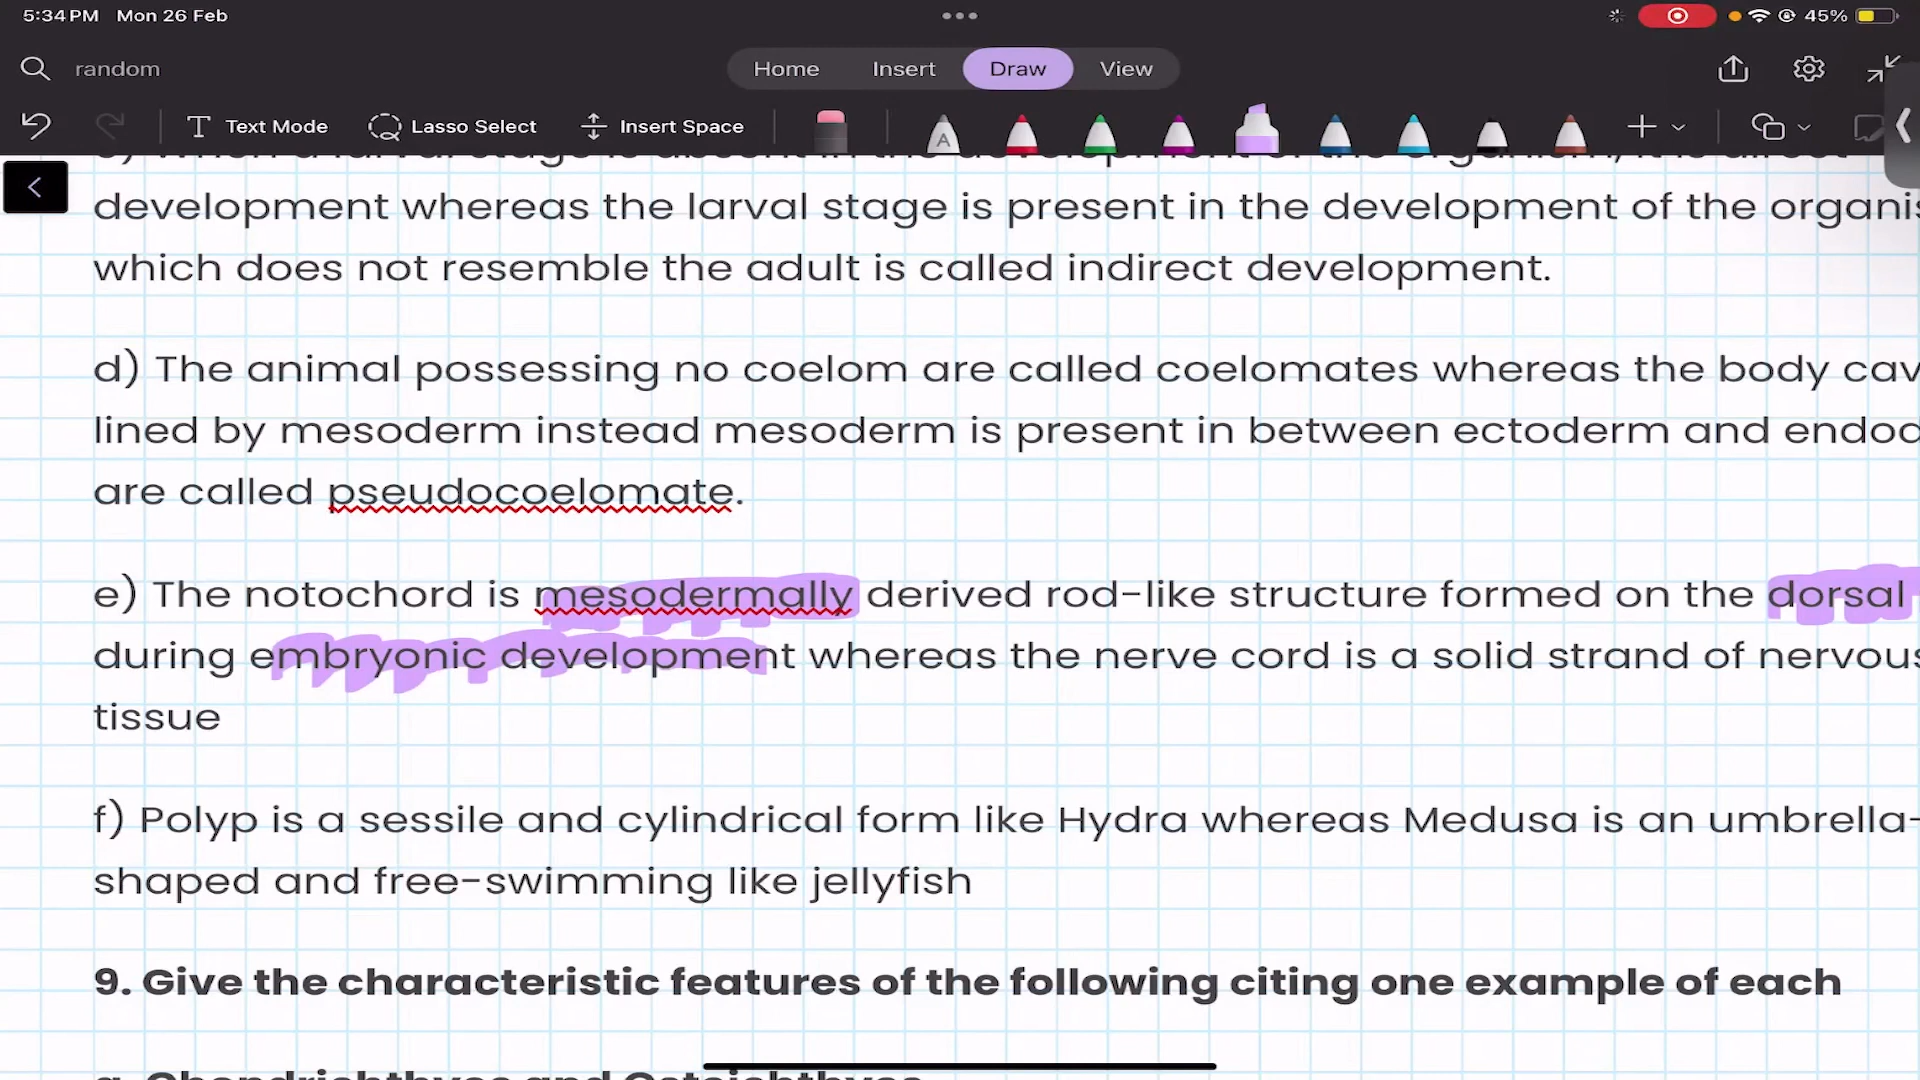 5:34 PM Mon 26 Feb
45%
random
Home Insert Draw View
Text Mode Lasso Select Insert Space
A
development whereas the larval stage is present in the development of the
which does not resemble the adult is called indirect development.
d) The animal possessing no coelom are called coelomates whereas the body
lined by mesoderm instead mesoderm is present in between ectoderm and
are called pseudocoelomate.
e) The notochord is mesodermally derived rod-like structure formed on the dorsal
during embryonic development whereas the nerve cord is a solid strand of
tissue
f) Polyp is a sessile and cylindrical form like Hydra whereas Medusa is an umbrella-
shaped and free-swimming like jellyfish
9. Give the characteristic features of the following citing one example of each